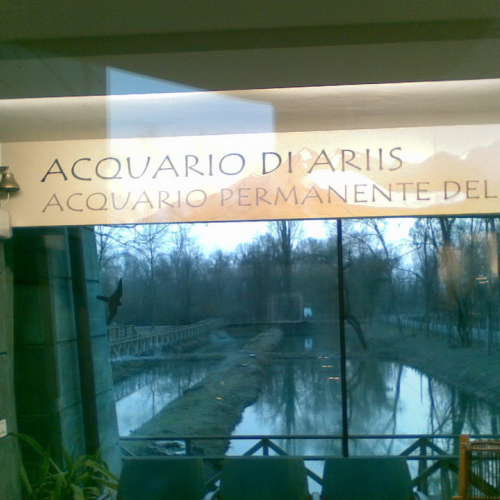 ACQUARIO DI ARIIS
ACQUARIO PERMANENTE DEL